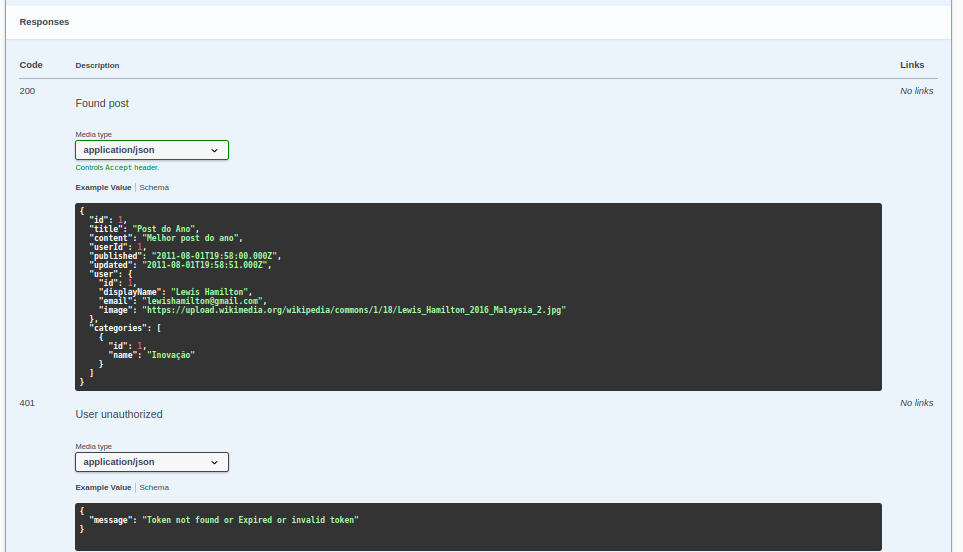 Responses
Code Description Links
200 No links
Found post
Media type
application/json
Controls Accept header.
Example Value Schema
{
"id": 1,
"title": "Post do Ano",
"content": "Melhor post do ano",
"userId": 1,
"published": "2011-08-01T19:58:00.000Z",
"updated": "2011-08-01T19:58:51.000Z",
"user": {
"id": 1,
"displayName": "Lewis Hamilton",
"email": "lewishamilton@gmail.com",
"image": "https://upload.wikimedia.org/wikipedia/commons/1/18/Lewis_Hamilton_2016_Malaysia_2.jpg"
},
"categories": [
{
"id": 1,
"name": "Inovação"
}
]
}
401 No links
User unauthorized
Media type
application/json
Example Value Schema
{
"message": "Token not found or Expired or invalid token"
}